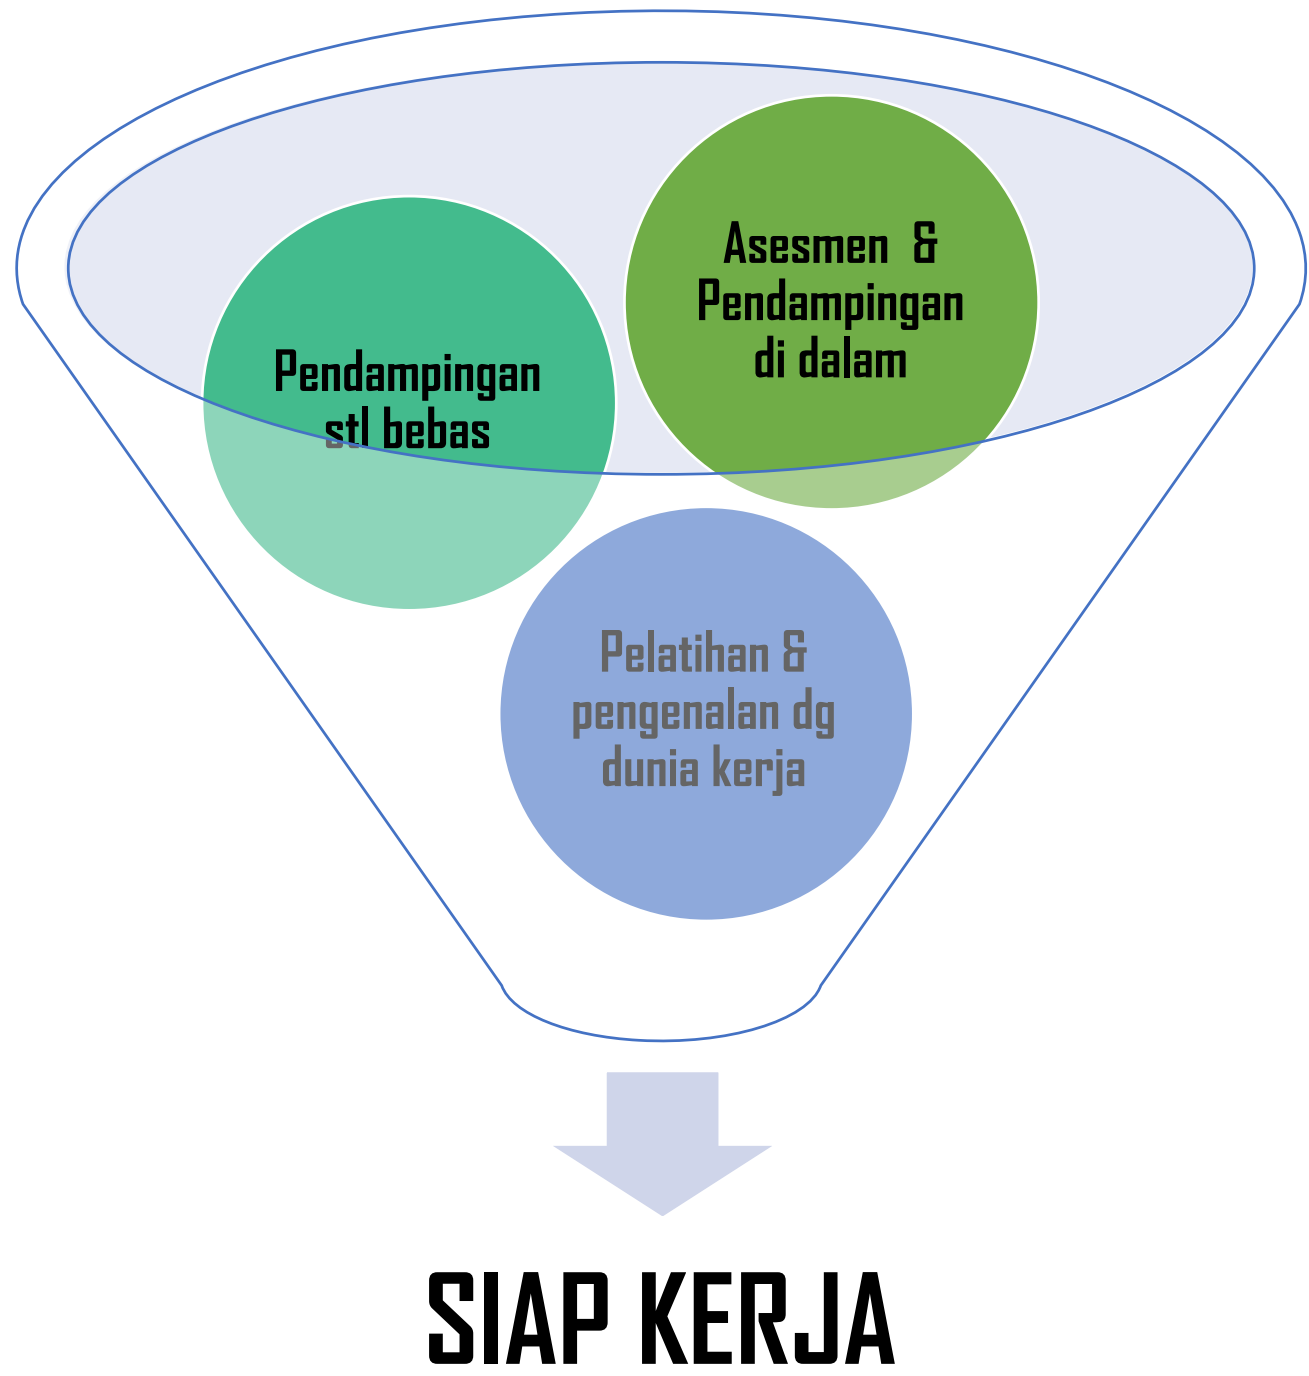 Asesmen &
Pendampingan
di dalam
Pendampingan
stl bebas
Pelatihan &
pengenalan dg
dunia kerja
SIAP KERJA